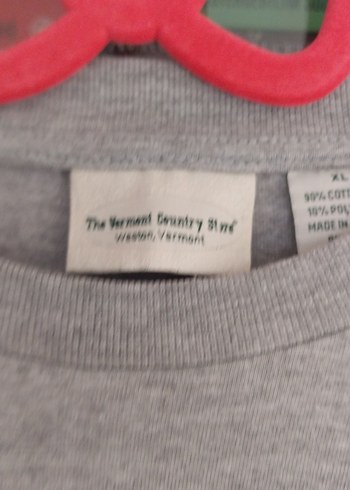 The Vermont Country Store
Weston, Vermont
XL
90% COTT
10% POL
MADE IN